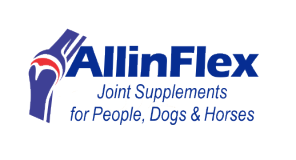 AllinFlex
Joint Supplements
for People, Dogs & Horses